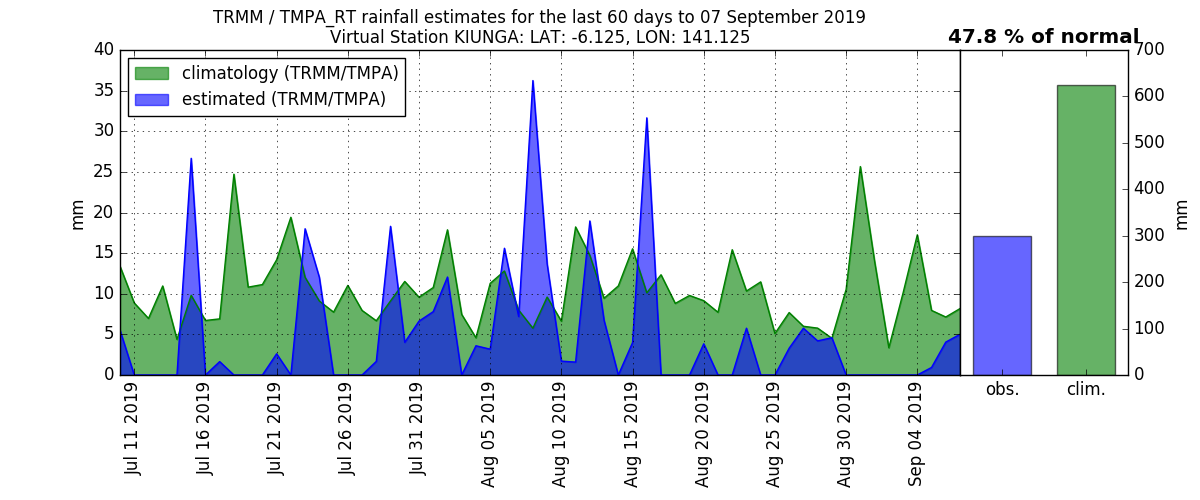 TRMM / TMPA_RT rainfall estimates for the last 60 days to 07 September 2019
Virtual Station KIUNGA: LAT: -6.125, LON: 141.125
47.8 % of normal
climatology (TRMM/TMPA)
estimated (TRMM/TMPA)
mm
40
35
30
25
20
15
10
5
0
Jul 11 2019
Jul 16 2019
Jul 21 2019
Jul 26 2019
Jul 31 2019
Aug 05 2019
Aug 10 2019
Aug 15 2019
Aug 20 2019
Aug 25 2019
Aug 30 2019
Sep 04 2019
700
600
500
400
300
200
100
0
mm
obs.
clim.